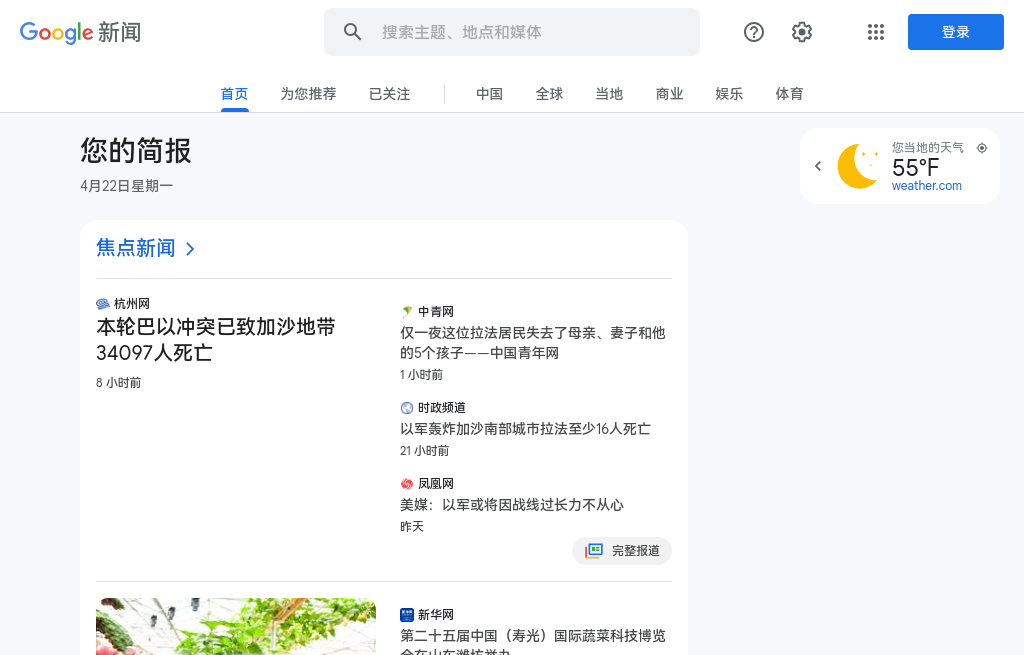 Google 新闻
搜索主题、地点和媒体
登录
首页
为您推荐
已关注
中国
全球
当地
商业
娱乐
体育
您的简报
4月22日星期一
您当地的天气
55°F
weather.com
焦点新闻
杭州网
本轮巴以冲突已致加沙地带
34097人死亡
8 小时前
中青网
仅一夜这位拉法居民失去了母亲、妻子和他
的5个孩子——中国青年网
1 小时前
时政频道
以军轰炸加沙南部城市拉法至少16人死亡
21 小时前
凤凰网
美媒：以军或将因战线过长力不从心
昨天
完整报道
新华网
第二十五届中国（寿光）国际蔬菜科技博览
会在山东潍坊举办